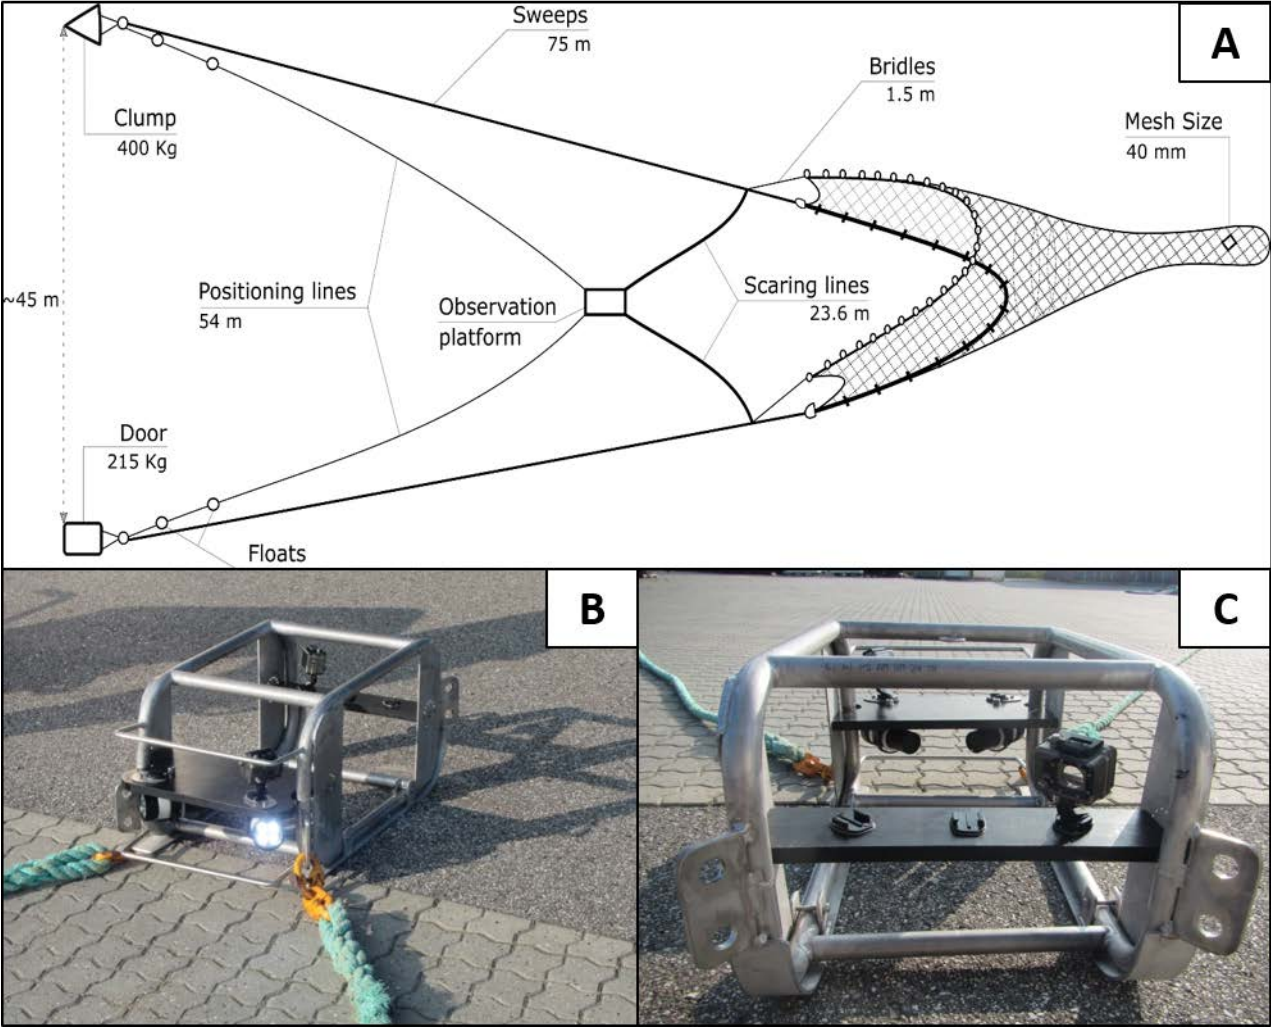 Sweeps
75 m
A
Bridles
1.5 m
Clump
400 Kg
Mesh Size
40 mm
~45 m
Positioning lines
54 m
Observation
platform
Scaring lines
23.6 m
Door
215 Kg
Floats
B
C